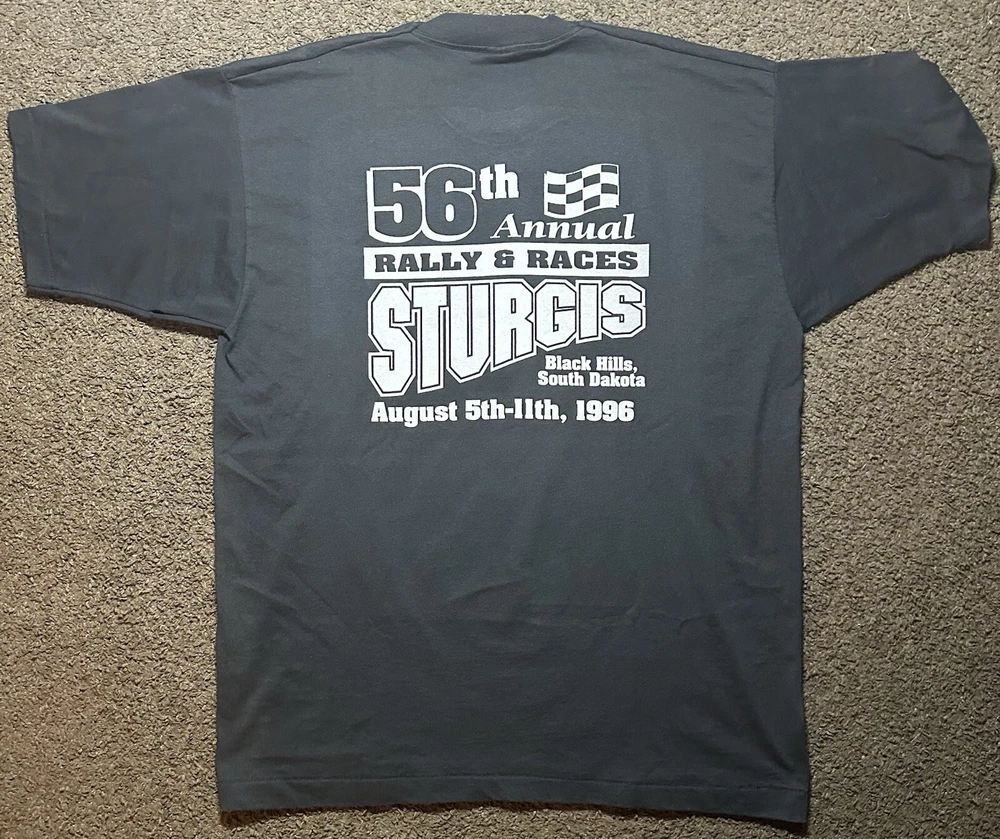 56th
Annual
RALLY & RACES
STURGIS
Black Hills,
South Dakota
August 5th-11th, 1996